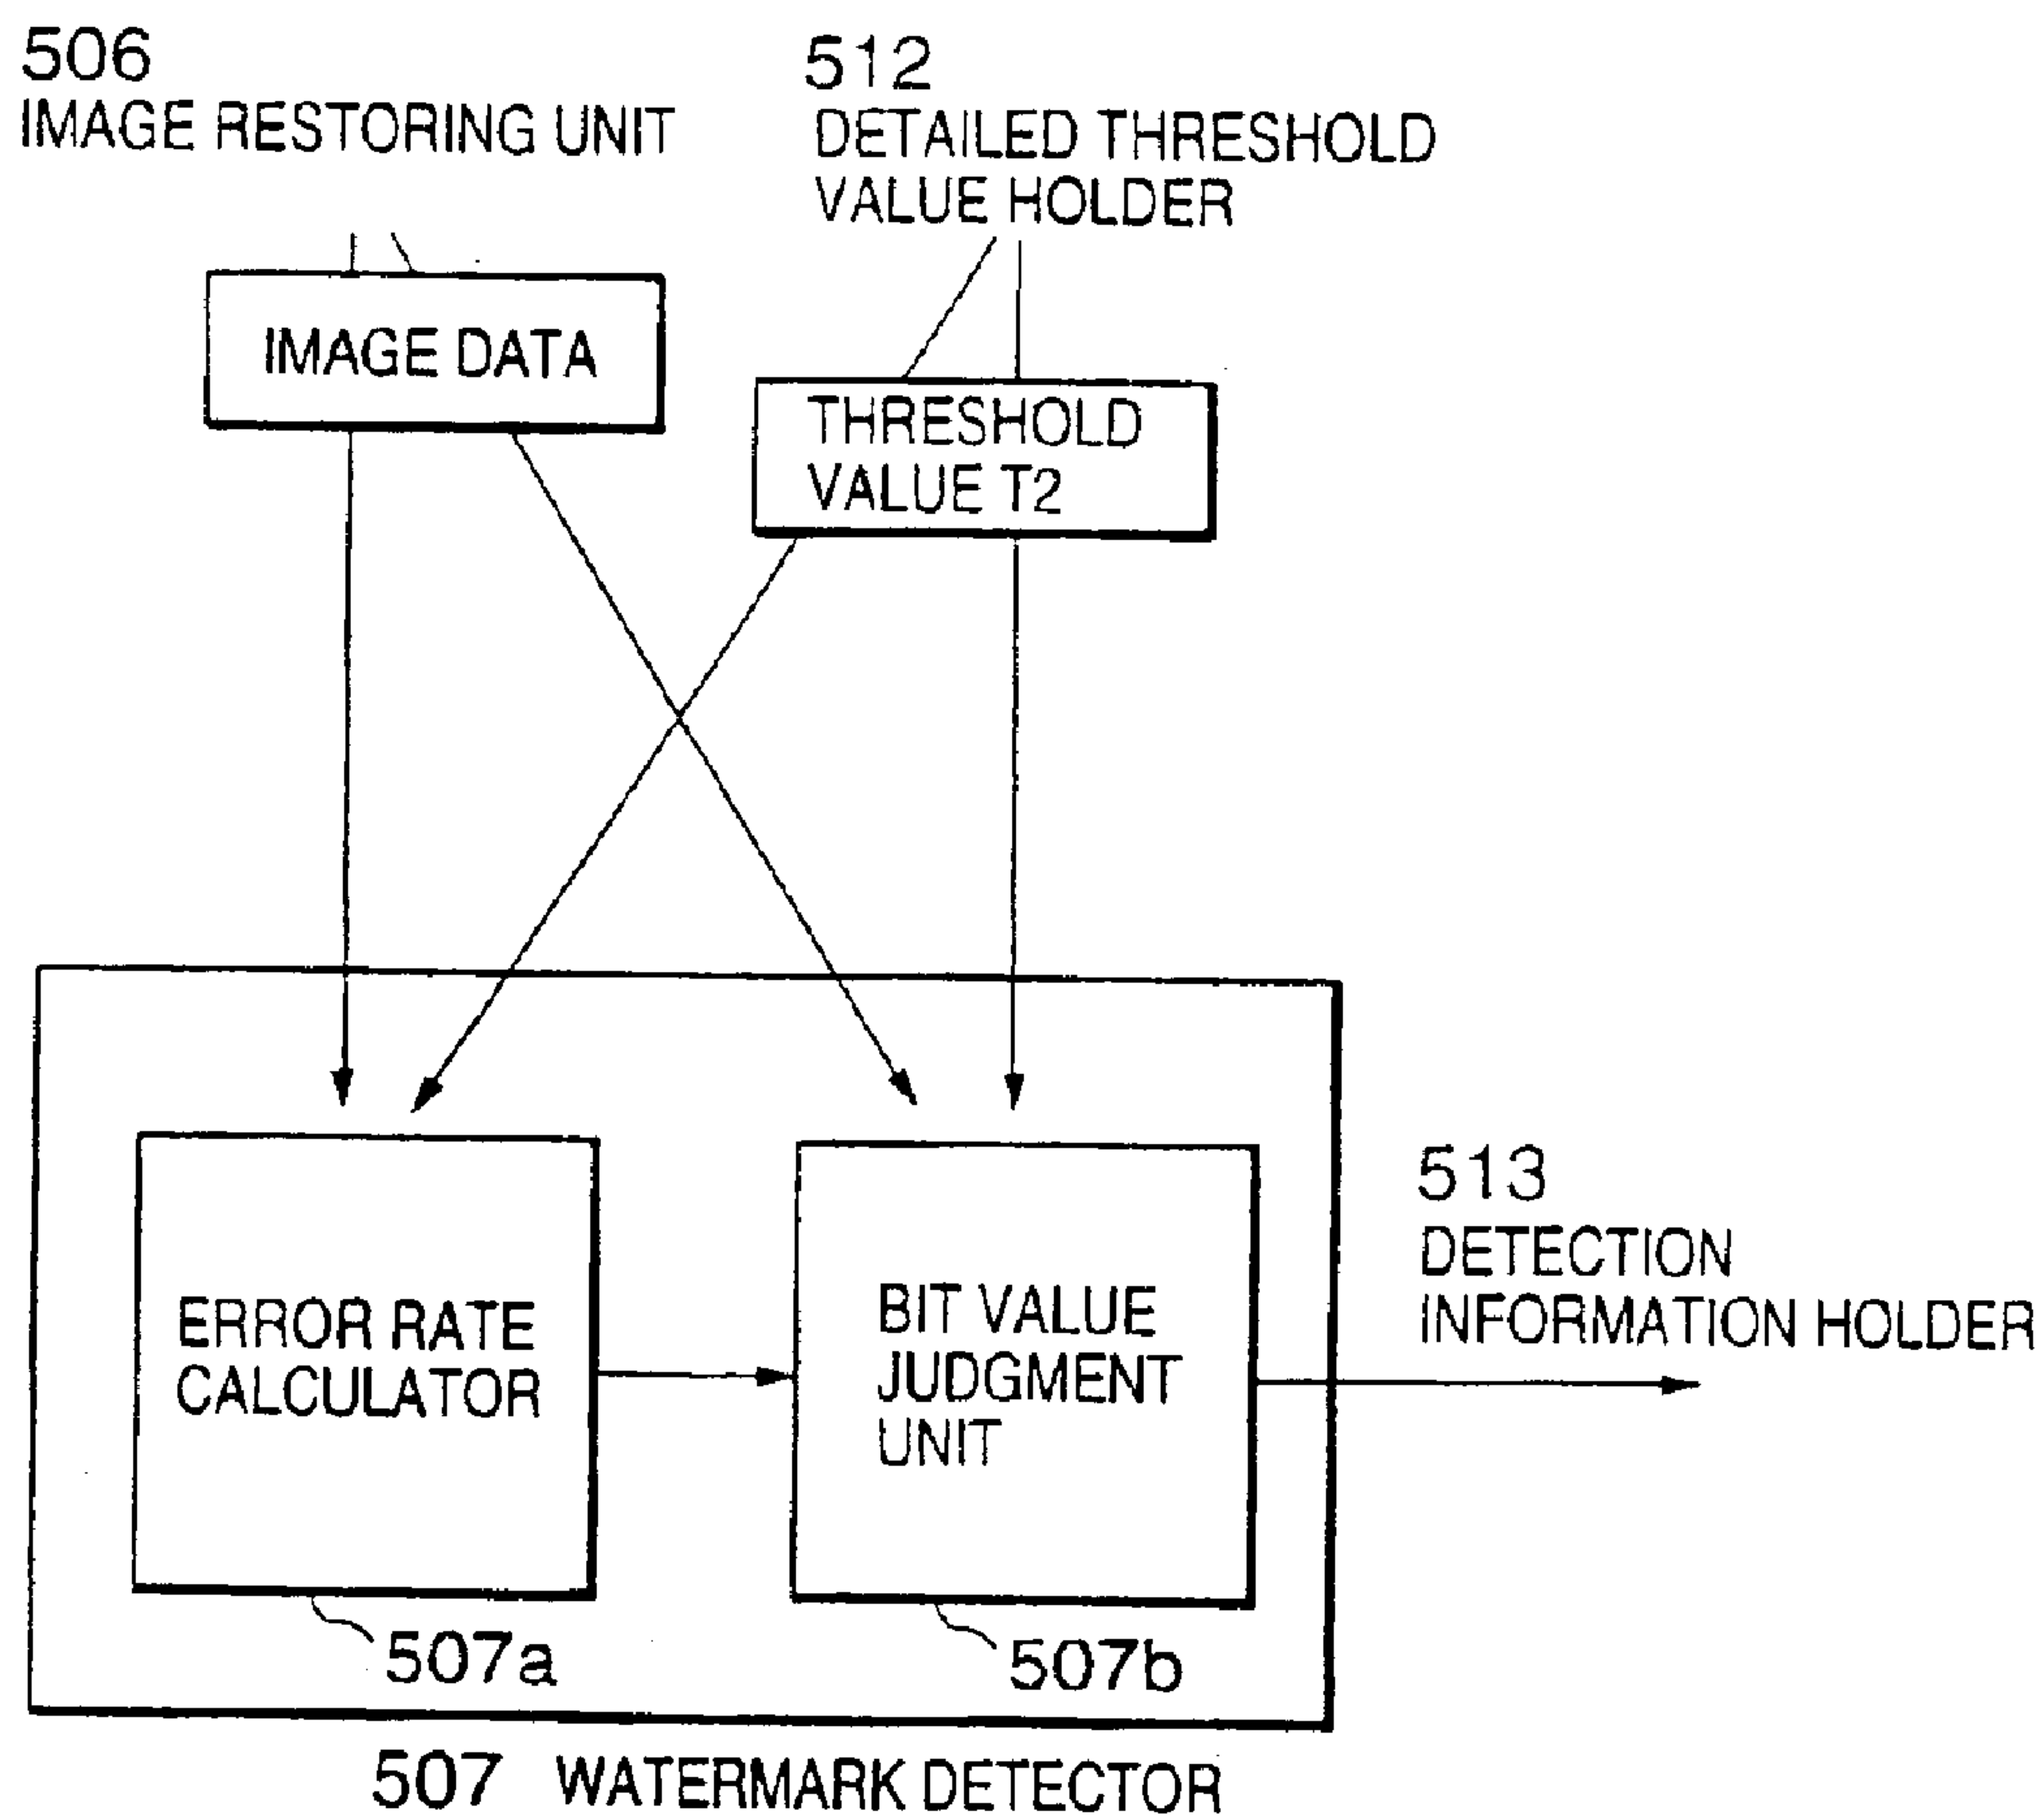 506
IMAGE RESTORING UNIT
512
DETAILED THRESHOLD
VALUE HOLDER
IMAGE DATA
THRESHOLD
VALUE T2
ERROR RATE
CALCULATOR
BIT VALUE
JUDGMENT
UNIT
513
DETECTION
INFORMATION HOLDER
507a
507b
507 WATERMARK DETECTOR